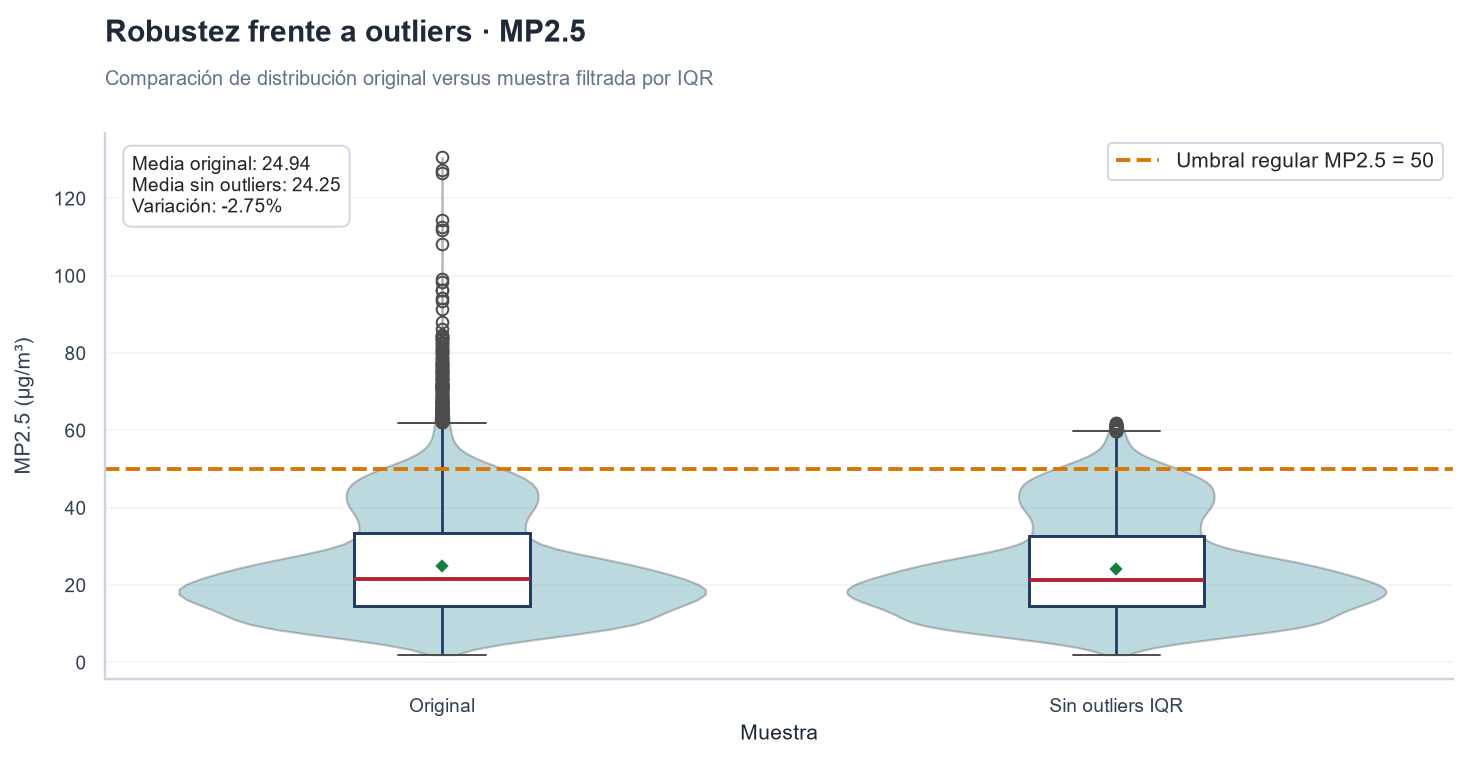 Robustez frente a outliers · MP2.5
Comparación de distribución original versus muestra filtrada por IQR
Media original: 24.94
Media sin outliers: 24.25
Variación: -2.75%
Umbral regular MP2.5 = 50
120
100
80
60
40
20
0
MP2.5 (µg/m³)
Original
Sin outliers IQR
Muestra